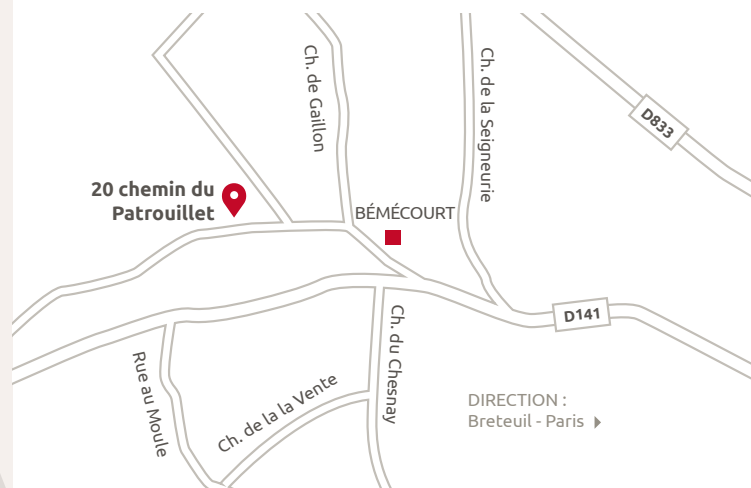 Ch. de Gaillon
Ch. de la Seigneurie
D833
20 chemin du
Patrouillet
BÉMÉCOURT
D141
Ch. du Chesnay
Rue au Moule
Ch. de la la Vente
DIRECTION :
Breteuil - Paris